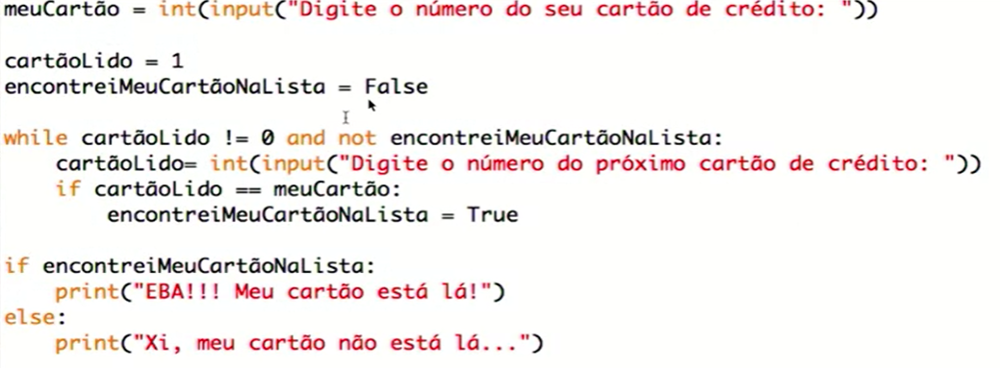 meuCartão = int(input("Digite o número do seu cartão de crédito: "))
cartãoLido = 1
encontreiMeuCartãoNaLista = False
while cartãoLido != 0 and not encontreiMeuCartãoNaLista:
    cartãoLido= int(input("Digite o número do próximo cartão de crédito: "))
    if cartãoLido == meuCartão:
        encontreiMeuCartãoNaLista = True
if encontreiMeuCartãoNaLista:
    print("EBA!!! Meu cartão está lá!")
else:
    print("Xi, meu cartão não está lá...")